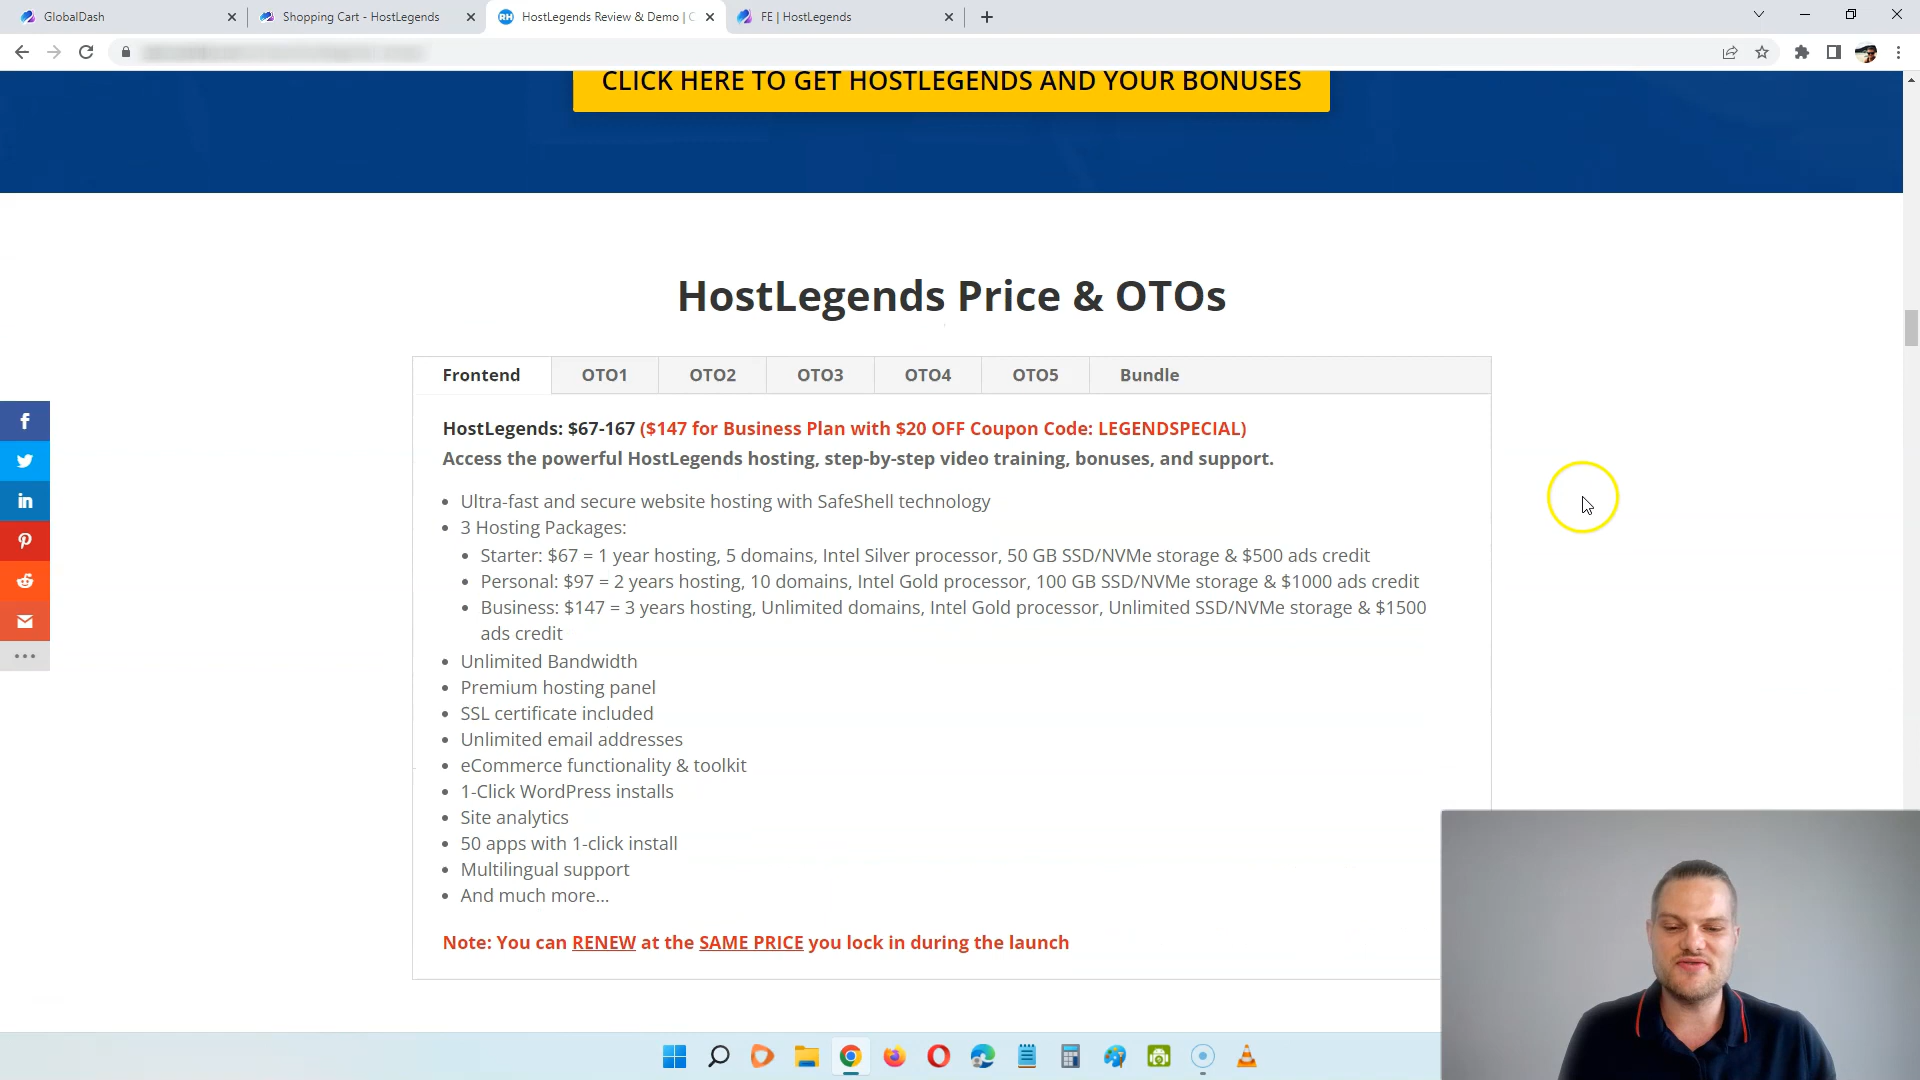 GlobalDash
Shopping Cart - HostLegends
RH HostLegends Review & Demo |
FE | HostLegends
CLICK HERE TO GET HOSTLEGENDS AND YOUR BONUSES
HostLegends Price & OTOs
Frontend OTO1 OTO2 OTO3 OTO4 OTO5 Bundle
HostLegends: $67-167 ($147 for Business Plan with $20 OFF Coupon Code: LEGENDSPECIAL)
Access the powerful HostLegends hosting, step-by-step video training, bonuses, and support.
Ultra-fast and secure website hosting with SafeShell technology
3 Hosting Packages:
Starter: $67 = 1 year hosting, 5 domains, Intel Silver processor, 50 GB SSD/NVMe storage & $500 ads credit
Personal: $97 = 2 years hosting, 10 domains, Intel Gold processor, 100 GB SSD/NVMe storage & $1000 ads credit
Business: $147 = 3 years hosting, Unlimited domains, Intel Gold processor, Unlimited SSD/NVMe storage & $1500
ads credit
Unlimited Bandwidth
Premium hosting panel
SSL certificate included
Unlimited email addresses
eCommerce functionality & toolkit
1-Click WordPress installs
Site analytics
50 apps with 1-click install
Multilingual support
And much more...
Note: You can RENEW at the SAME PRICE you lock in during the launch